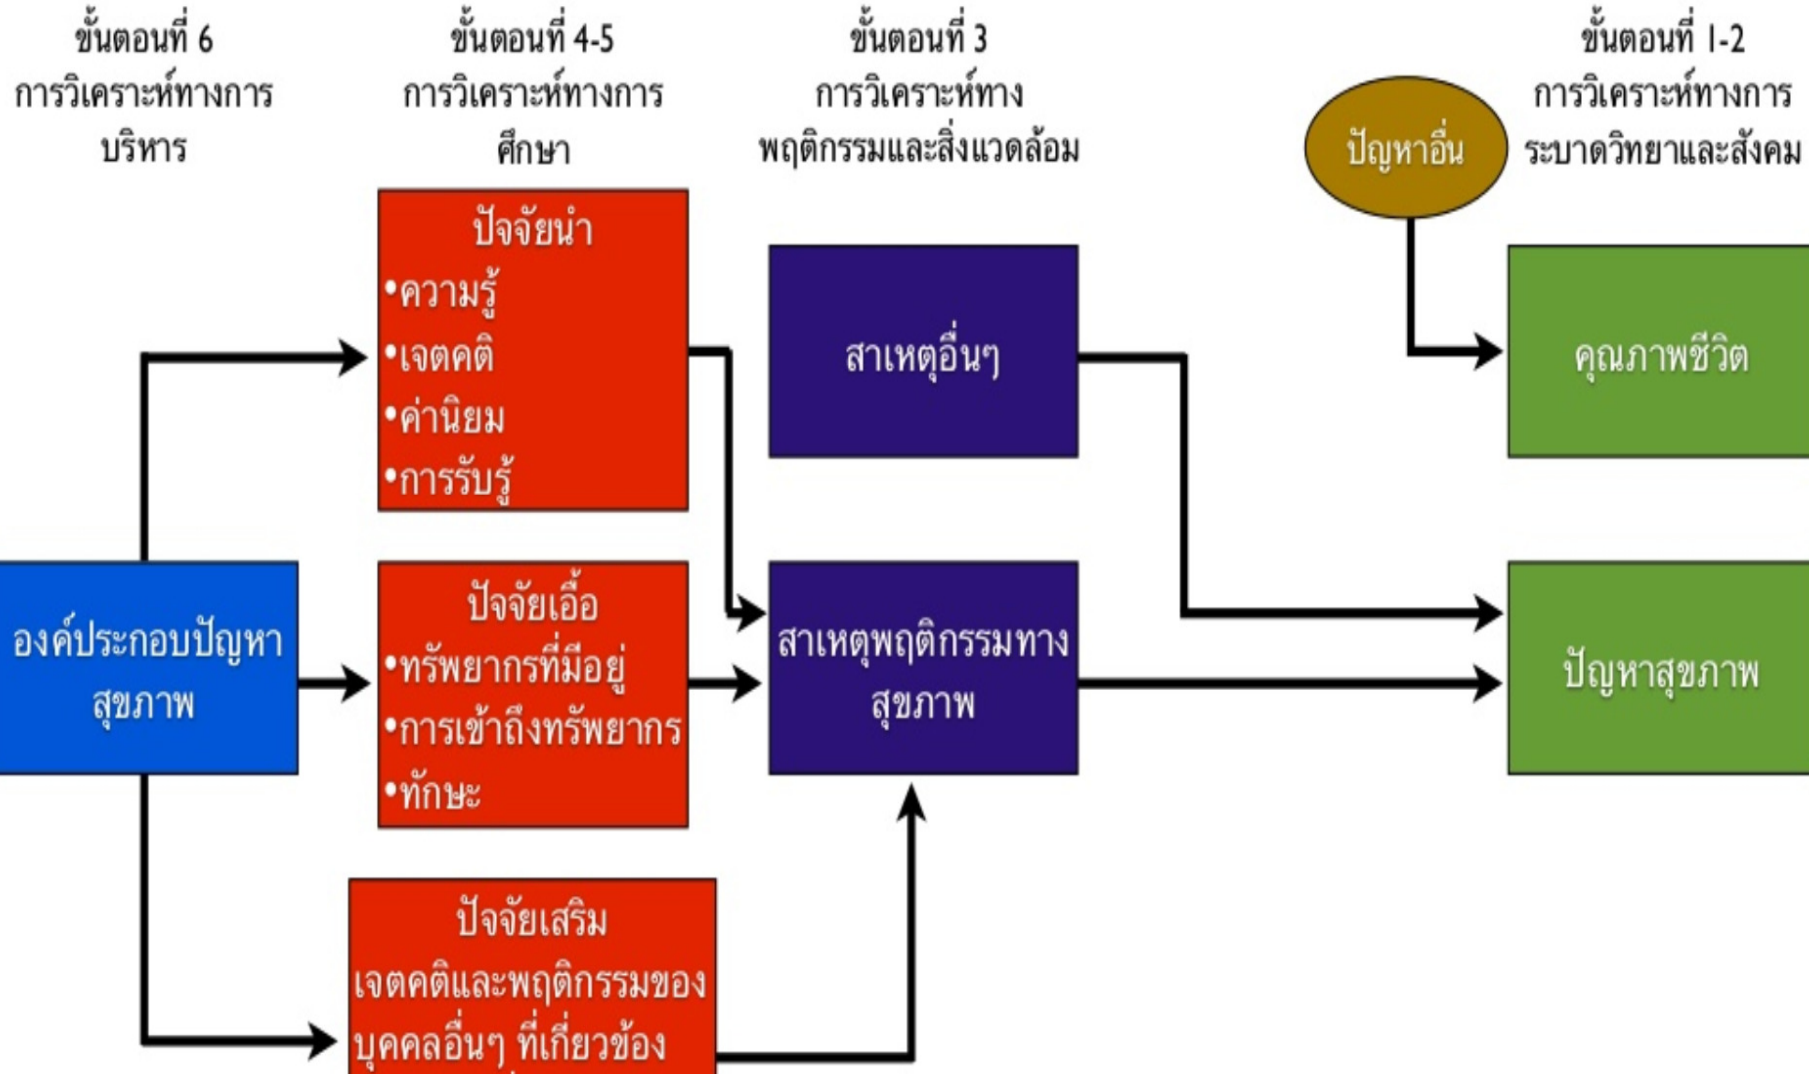 ขั้นตอนที่ 6
การวิเคราะห์ทางการ
บริหาร
ขั้นตอนที่ 4-5
การวิเคราะห์ทางการ
ศึกษา
ขั้นตอนที่ 3
การวิเคราะห์ทาง
พฤติกรรมและสิ่งแวดล้อม
ขั้นตอนที่ 1-2
การวิเคราะห์ทางการ
ระบาดวิทยาและสังคม
ปัญหาอื่น
ปัจจัยนำ
•ความรู้
•เจตคติ
•ค่านิยม
•การรับรู้
สาเหตุอื่นๆ
คุณภาพชีวิต
องค์ประกอบปัญหา
สุขภาพ
ปัจจัยเอื้อ
•ทรัพยากรที่มีอยู่
•การเข้าถึงทรัพยากร
•ทักษะ
สาเหตุพฤติกรรมทาง
สุขภาพ
ปัญหาสุขภาพ
ปัจจัยเสริม
เจตคติและพฤติกรรมของ
บุคคลอื่นๆ ที่เกี่ยวข้อง